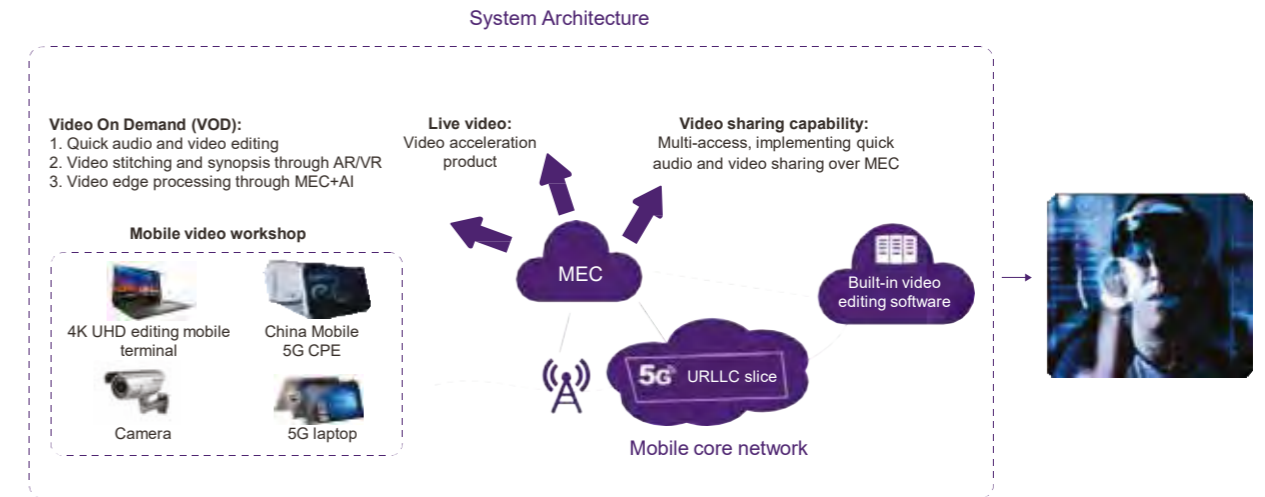 System Architecture
Video On Demand (VOD):
1. Quick audio and video editing
2. Video stitching and synopsis through AR/VR
3. Video edge processing through MEC+AI
Live video:
Video acceleration
product
Video sharing capability:
Multi-access, implementing quick
audio and video sharing over MEC
Mobile video workshop
4K UHD editing mobile
terminal
China Mobile
5G CPE
Camera
5G laptop
MEC
Built-in video
editing software
5G URLLC slice
Mobile core network